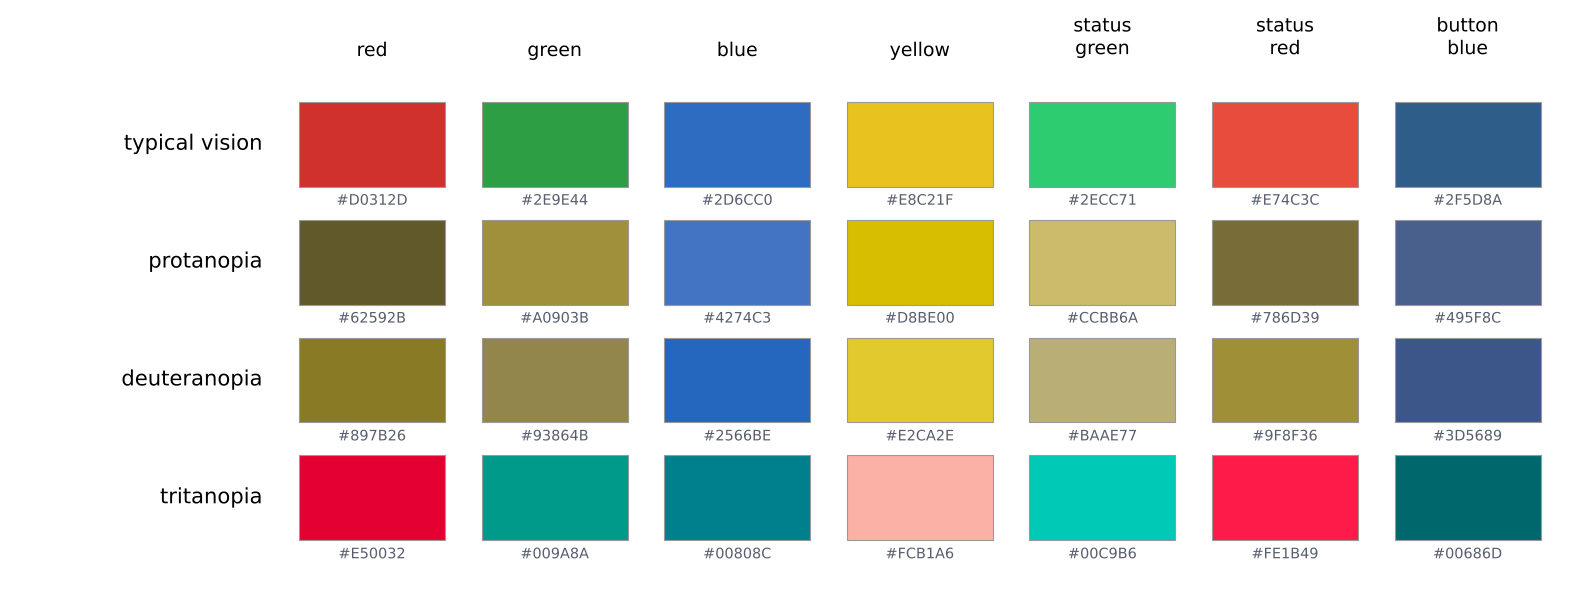 red
green
blue
yellow
status
green
status
red
button
blue
typical vision
#D0312D
#2E9E44
#2D6CC0
#E8C21F
#2ECC71
#E74C3C
#2F5D8A
protanopia
#62592B
#A0903B
#4274C3
#D8BE00
#CCBB6A
#786D39
#495F8C
deuteranopia
#897B26
#93864B
#2566BE
#E2CA2E
#BAAE77
#9F8F36
#3D5689
tritanopia
#E50032
#009A8A
#00808C
#FCB1A6
#00C9B6
#FE1B49
#00686D